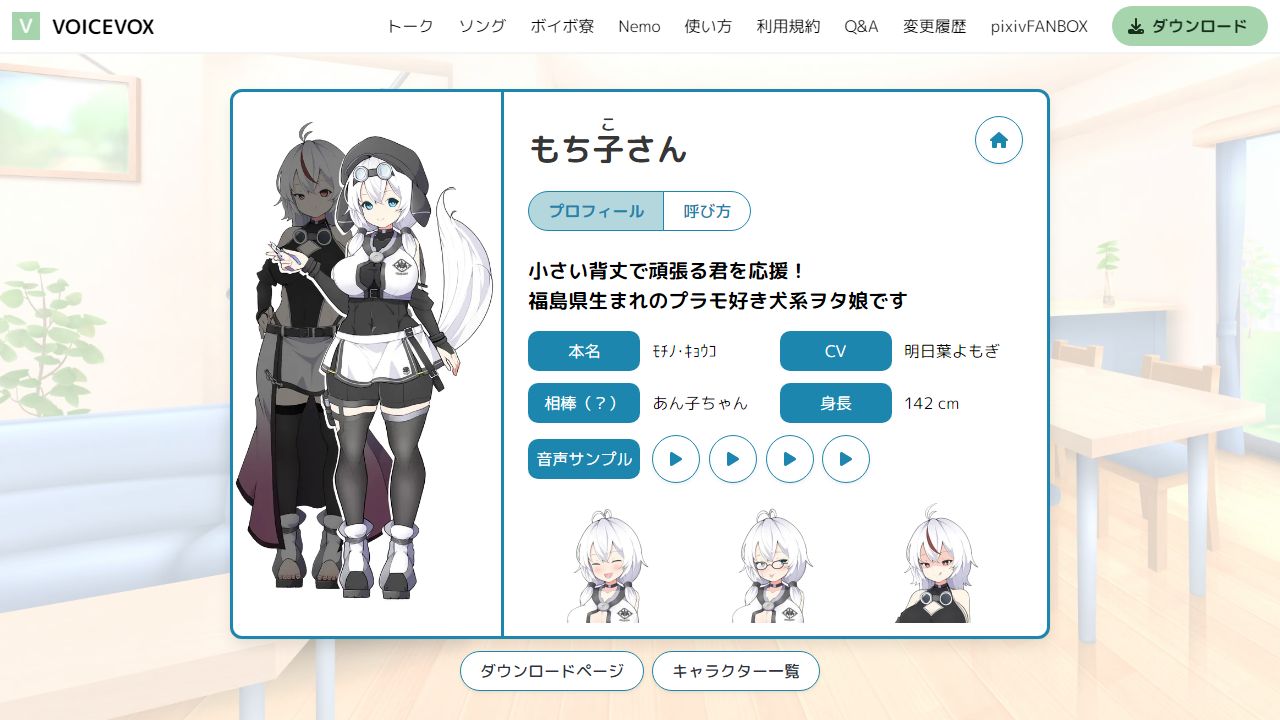 V VOICEVOX トーク ソング ボイボ寮 Nemo 使い方 利用規約 Q&A 変更履歴 pixivFANBOX ダウンロード
こ
もち子さん
プロフィール 呼び方
小さい背丈で頑張る君を応援！
福島県生まれのプラモ好き犬系ヲタ娘です
本名 ﾓﾁﾉ･ｷｮｳｺ CV 明日葉よもぎ
相棒（？） あん子ちゃん 身長 142 cm
音声サンプル
ダウンロードページ キャラクター一覧